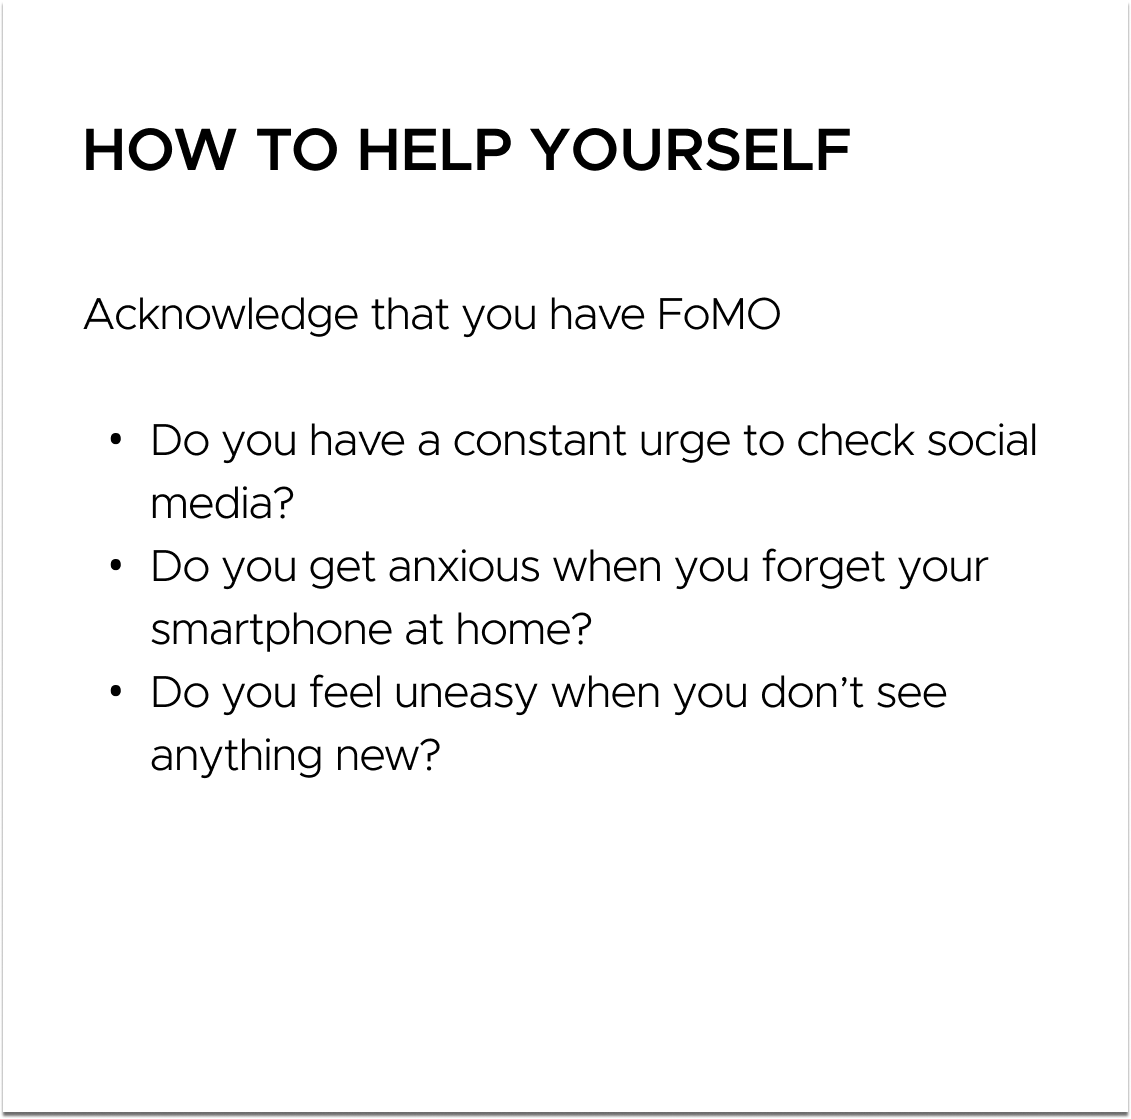 HOW TO HELP YOURSELF
Acknowledge that you have FoMO
• Do you have a constant urge to check social
media?
• Do you get anxious when you forget your
smartphone at home?
• Do you feel uneasy when you don’t see
anything new?